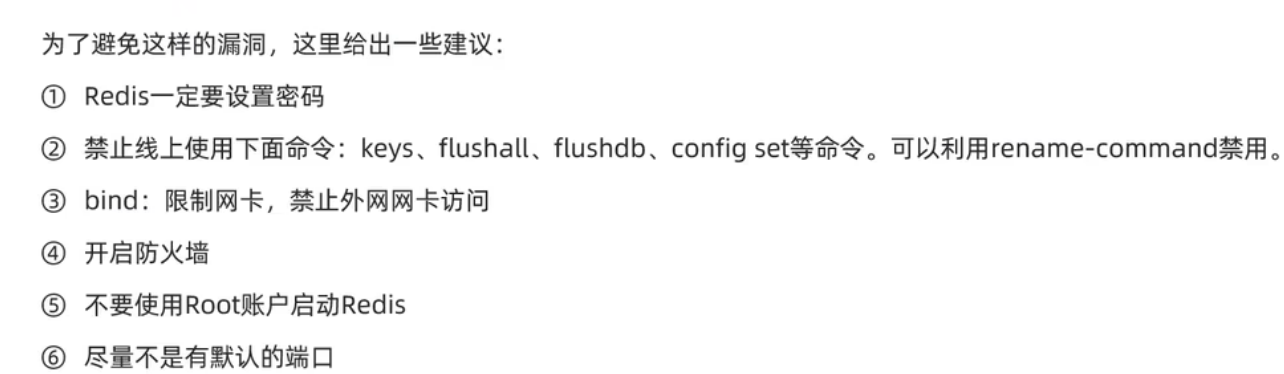 为了避免这样的漏洞，这里给出一些建议：
① Redis一定要设置密码
② 禁止线上使用下面命令：keys、flushall、flushdb、config set等命令。可以利用rename-command禁用。
③ bind：限制网卡，禁止外网网卡访问
④ 开启防火墙
⑤ 不要使用Root账户启动Redis
⑥ 尽量不是有默认的端口